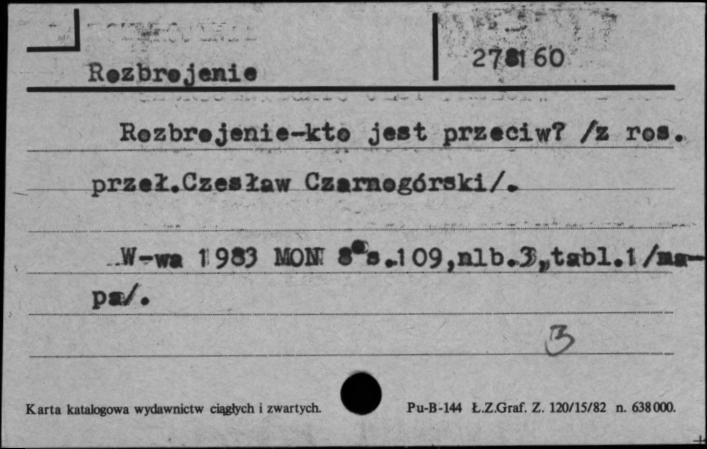 278160
Rozbrojenie
Rozbrojenie-kto jest przeciw? /z ros.
przeł.Czesław Czarnogórski/.
W-wa 1983 MON 8° s.109,nlb.3,tabl.1/ma-
pa/.
B
Karta katalogowa wydawnictw ciągłych i zwartych.
Pu-B-144 Ł.Z.Graf. Z. 120/15/82 n. 638000.